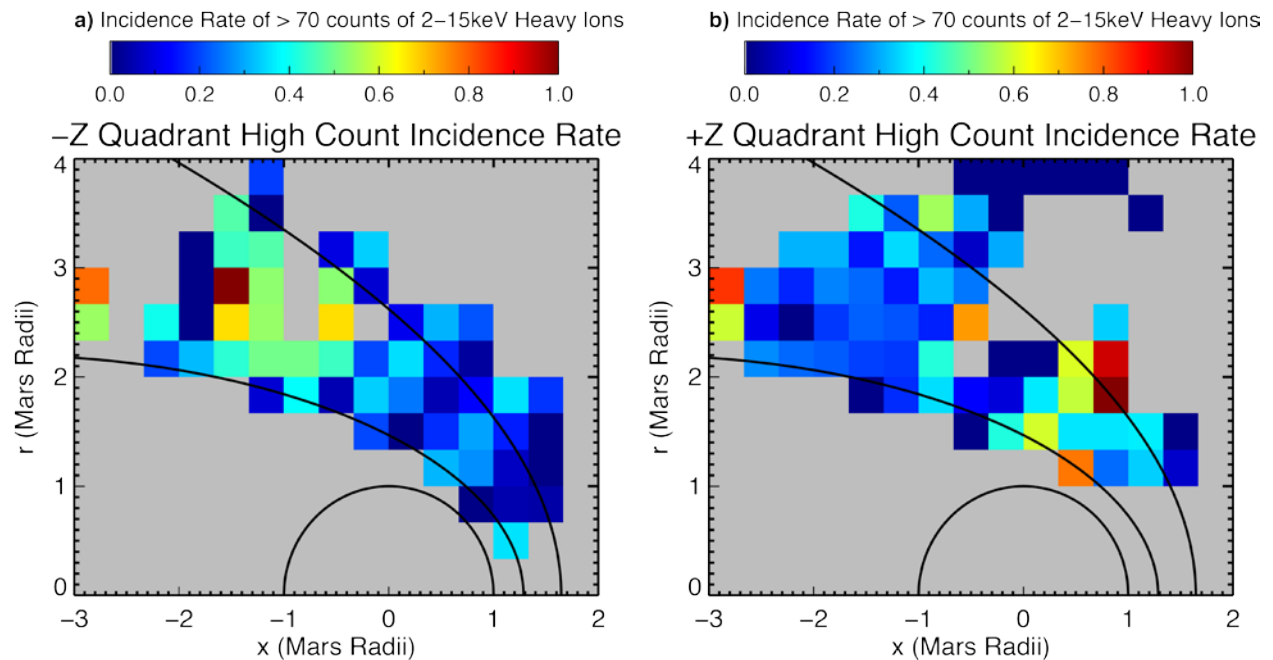 a) Incidence Rate of > 70 counts of 2−15keV Heavy Ions
0.0 0.2 0.4 0.6 0.8 1.0
−Z Quadrant High Count Incidence Rate
4
3
2
1
0
r (Mars Radii)
−3 −2 −1 0 1 2
x (Mars Radii)
b) Incidence Rate of > 70 counts of 2−15keV Heavy Ions
0.0 0.2 0.4 0.6 0.8 1.0
+Z Quadrant High Count Incidence Rate
4
3
2
1
0
r (Mars Radii)
−3 −2 −1 0 1 2
x (Mars Radii)